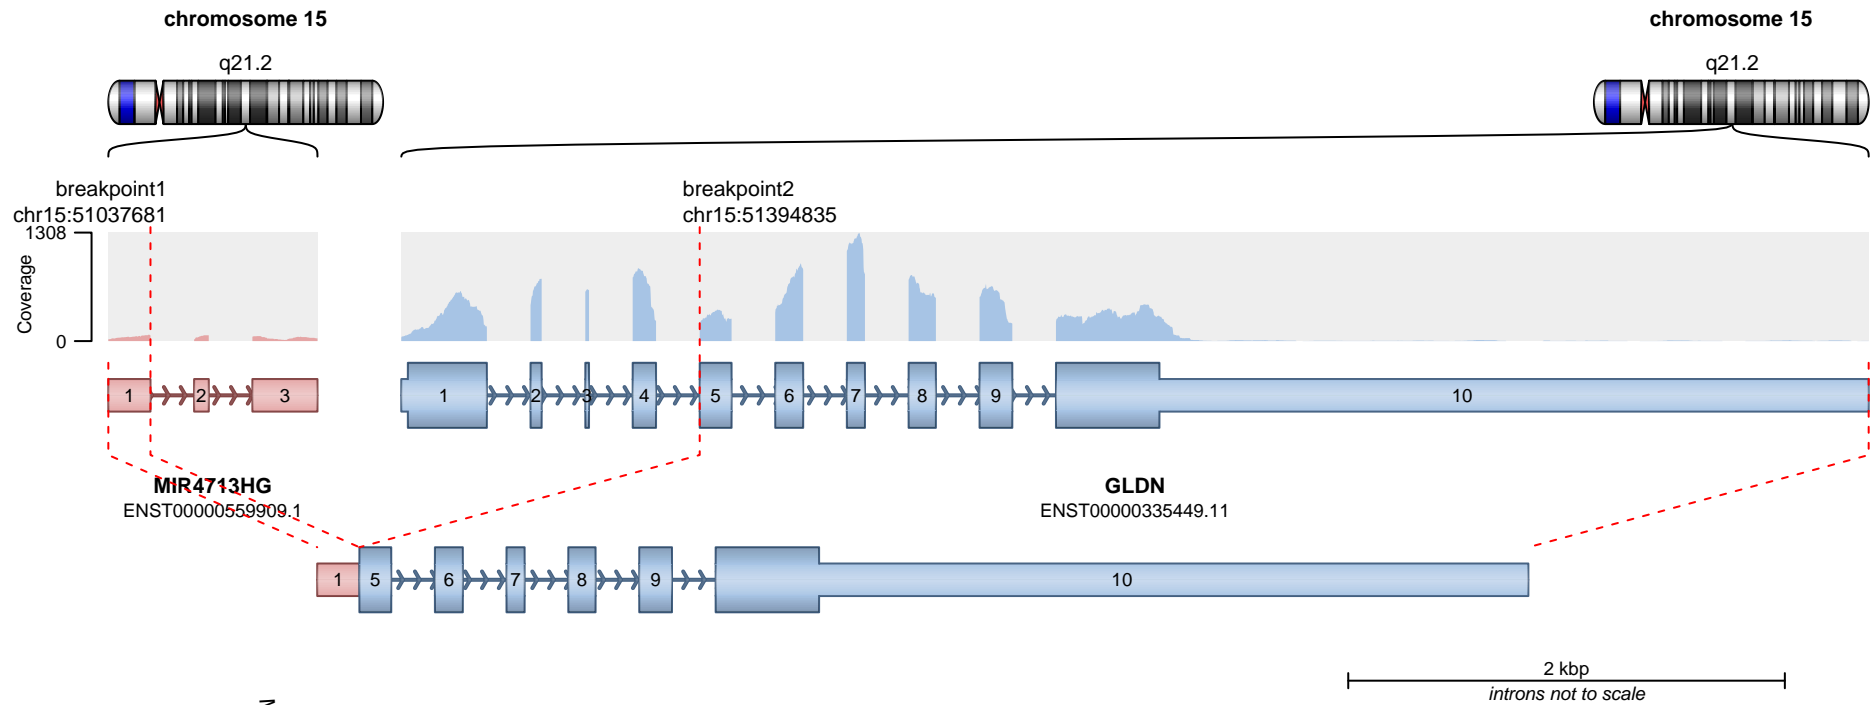 chromosome 15
chromosome 15
q21.2
q21.2
breakpoint1
chr15:51037681
breakpoint2
chr15:51394835
1308
Coverage
0
1 2 3
1 2 3 4 5 6 7 8 9 10
MIR4713HG
ENST00000559909.1
GLDN
ENST00000335449.11
1 5 6 7 8 9 10
2 kbp
introns not to scale